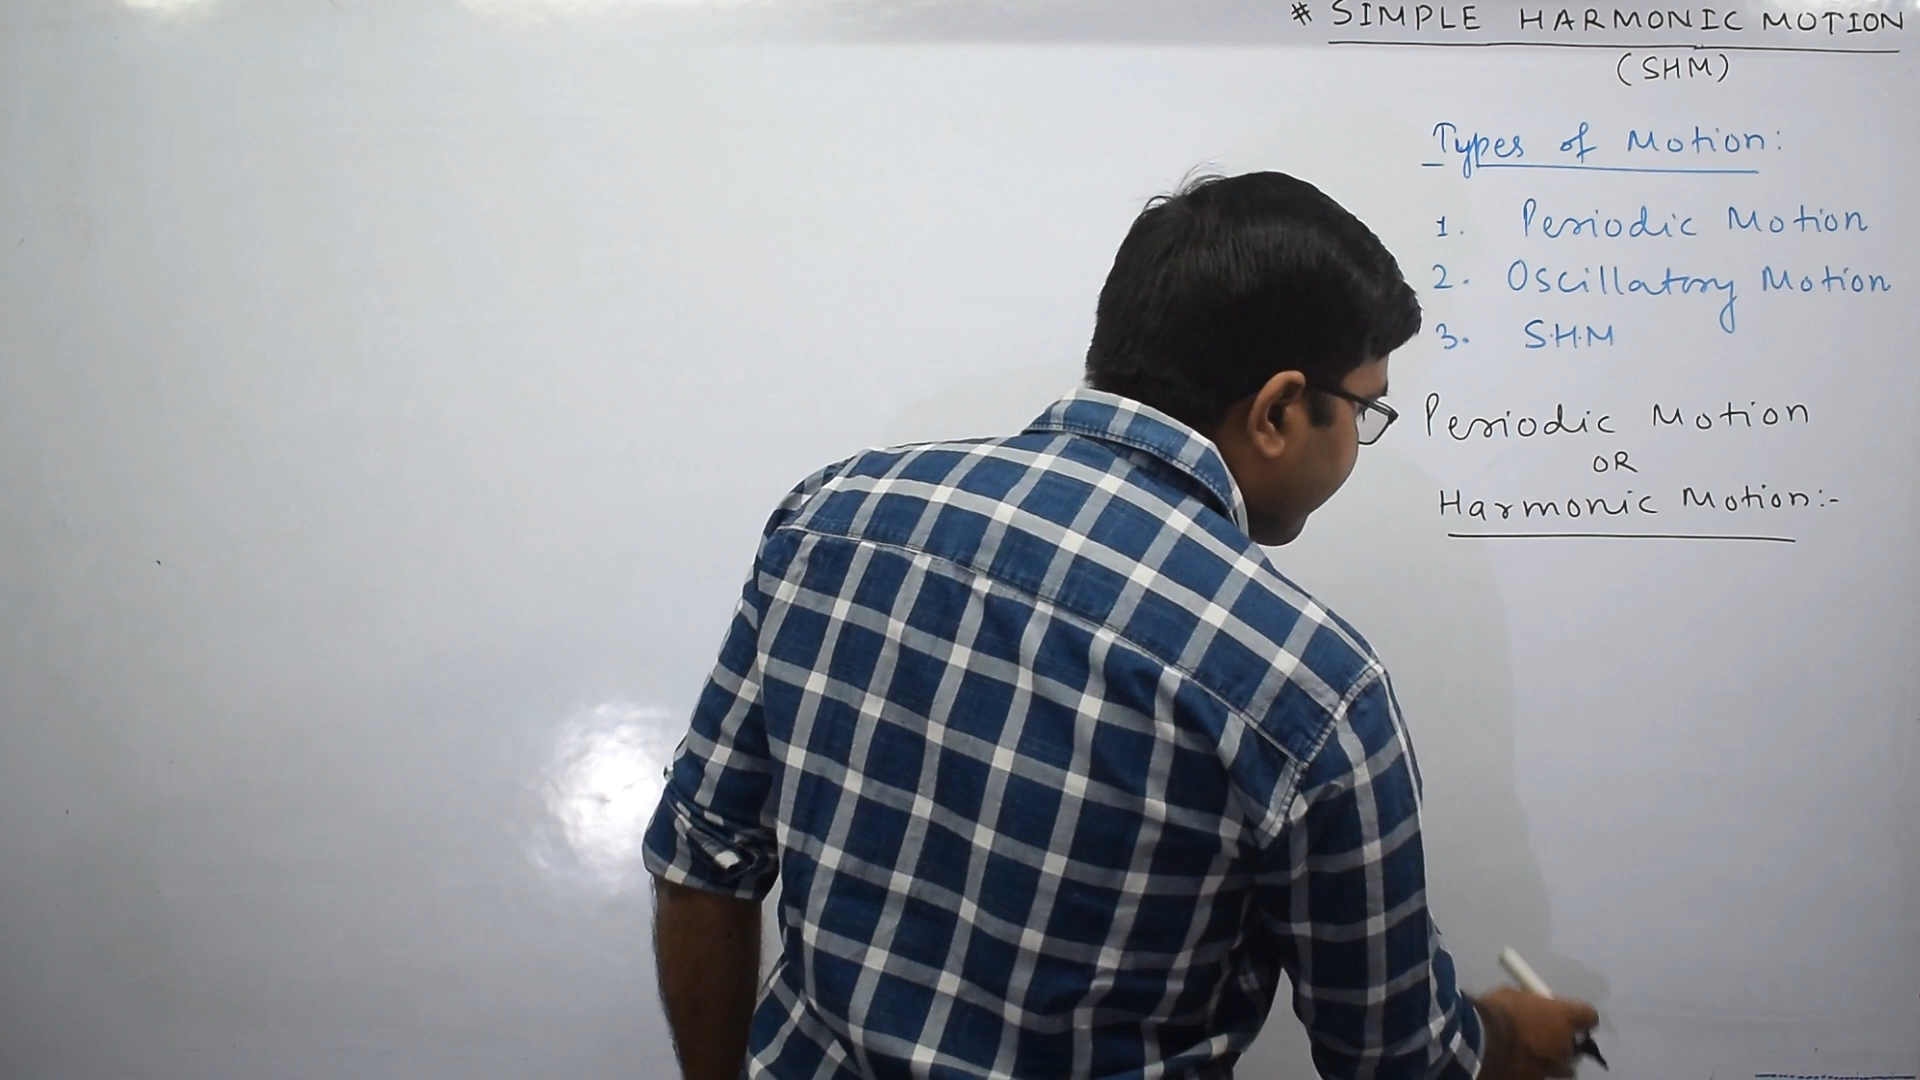 # SIMPLE HARMONIC MOTION
(SHM)
Types of Motion:
1. Periodic Motion
2. Oscillatory Motion
3. S.H.M
Periodic Motion
OR
Harmonic Motion:-